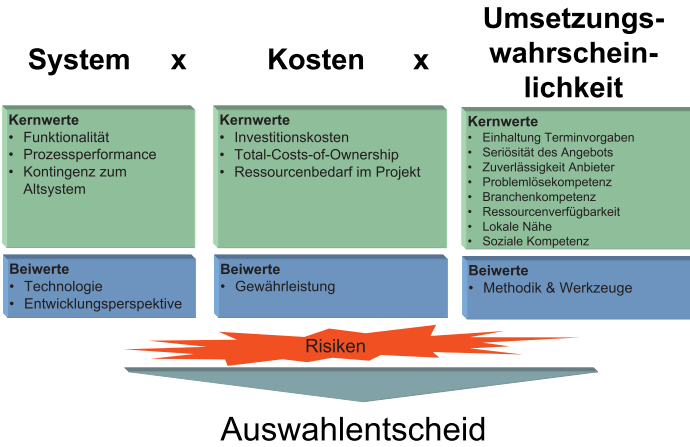 System x Kosten x Umsetzungs-
wahrschein-
lichkeit
Kernwerte
• Funktionalität
• Prozessperformance
• Kontingenz zum
Altsystem
Kernwerte
• Investitionskosten
• Total-Costs-of-Ownership
• Ressourcenbedarf im Projekt
Kernwerte
• Einhaltung Terminvorgaben
• Seriösität des Angebots
• Zuverlässigkeit Anbieter
• Problemlösekompetenz
• Branchenkompetenz
• Ressourcenverfügbarkeit
• Lokale Nähe
• Soziale Kompetenz
Beiwerte
• Technologie
• Entwicklungsperspektive
Beiwerte
• Gewährleistung
Beiwerte
• Methodik & Werkzeuge
Risiken
Auswahlentscheid